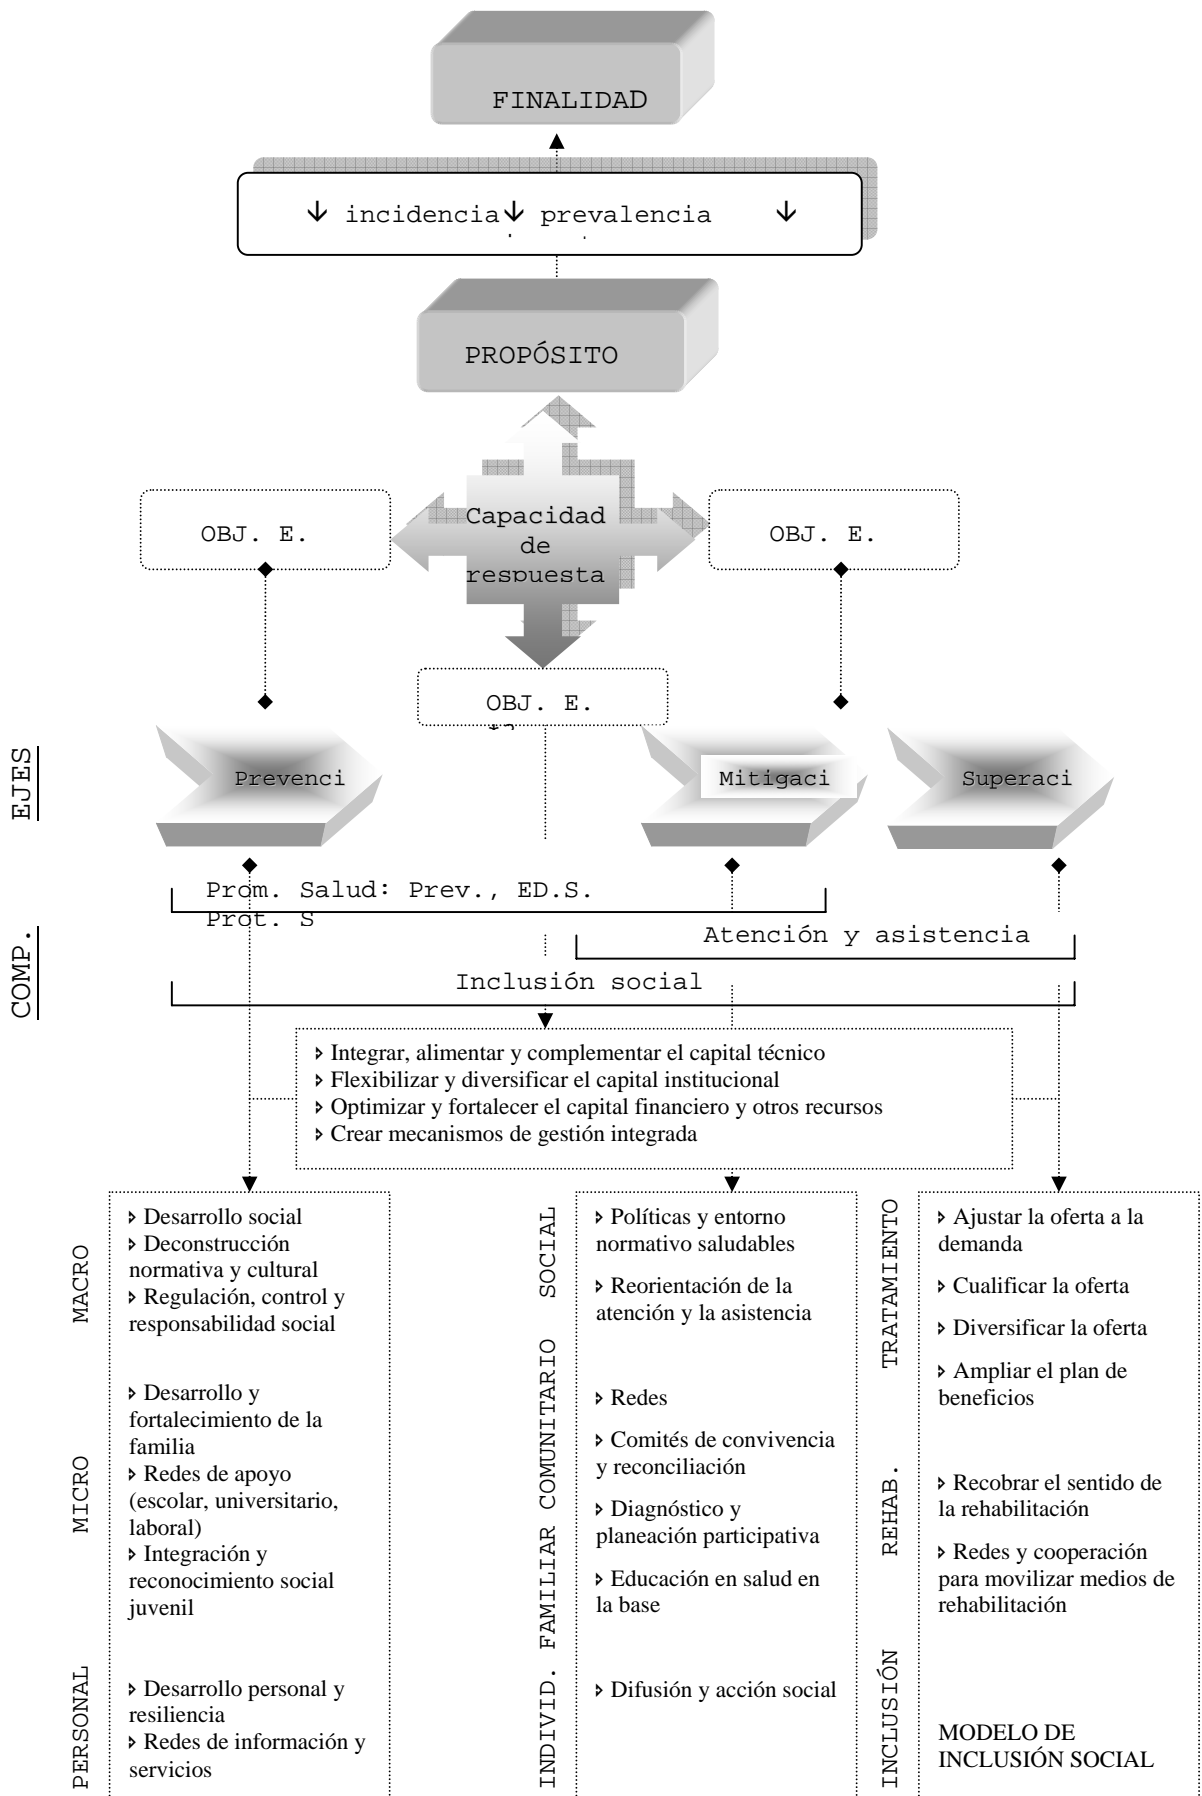 FINALIDAD
↓ incidencia↓ prevalencia ↓
PROPÓSITO
Capacidad
de
respuesta
OBJ. E.
OBJ. E.
OBJ. E.
EJES
Prevenci
Mitigaci
Superaci
COMP.
Prom. Salud: Prev., ED.S.
Prot. S
Atención y asistencia
Inclusión social
Integrar, alimentar y complementar el capital técnico
Flexibilizar y diversificar el capital institucional
Optimizar y fortalecer el capital financiero y otros recursos
Crear mecanismos de gestión integrada
MACRO
Desarrollo social
Deconstrucción
normativa y cultural
Regulación, control y
responsabilidad social
MICRO
Desarrollo y
fortalecimiento de la
familia
Redes de apoyo
(escolar, universitario,
laboral)
Integración y
reconocimiento social
juvenil
PERSONAL
Desarrollo personal y
resiliencia
Redes de información y
servicios
SOCIAL
Políticas y entorno
normativo saludables
Reorientación de la
atención y la asistencia
COMUNITARIO
FAMILIAR
Redes
Comités de convivencia
y reconciliación
Diagnóstico y
planeación participativa
Educación en salud en
la base
INDIVID.
Difusión y acción social
TRATAMIENTO
Ajustar la oferta a la
demanda
Cualificar la oferta
Diversificar la oferta
Ampliar el plan de
beneficios
REHAB.
Recobrar el sentido de
la rehabilitación
Redes y cooperación
para movilizar medios de
rehabilitación
INCLUSIÓN
MODELO DE
INCLUSIÓN SOCIAL